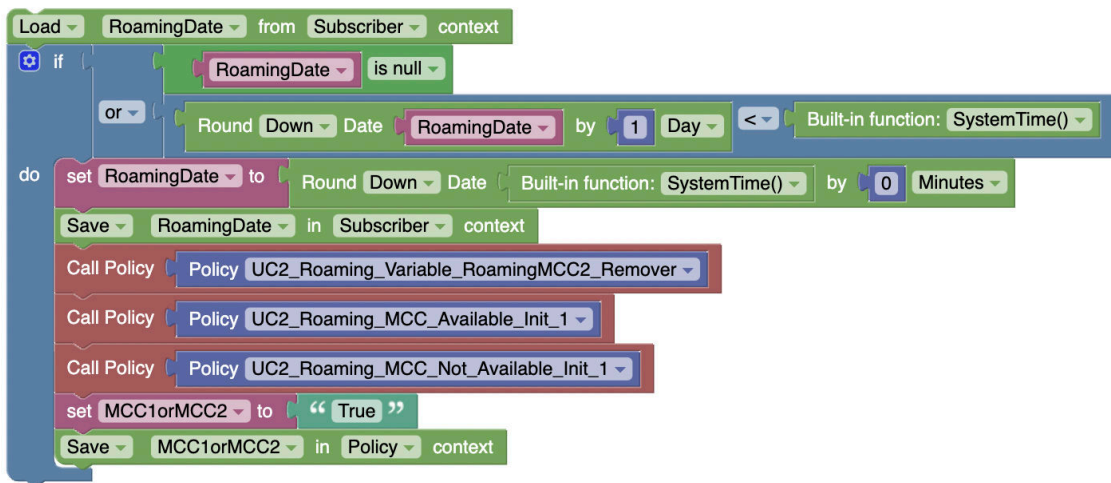 Load RoamingDate from Subscriber context
if RoamingDate is null
or Round Down Date RoamingDate by 1 Day < Built-in function: SystemTime()
do set RoamingDate to Round Down Date Built-in function: SystemTime() by 0 Minutes
Save RoamingDate in Subscriber context
Call Policy Policy UC2_Roaming_Variable_RoamingMCC2_Remover
Call Policy Policy UC2_Roaming_MCC_Available_Init_1
Call Policy Policy UC2_Roaming_MCC_Not_Available_Init_1
set MCC1orMCC2 to “ True ”
Save MCC1orMCC2 in Policy context